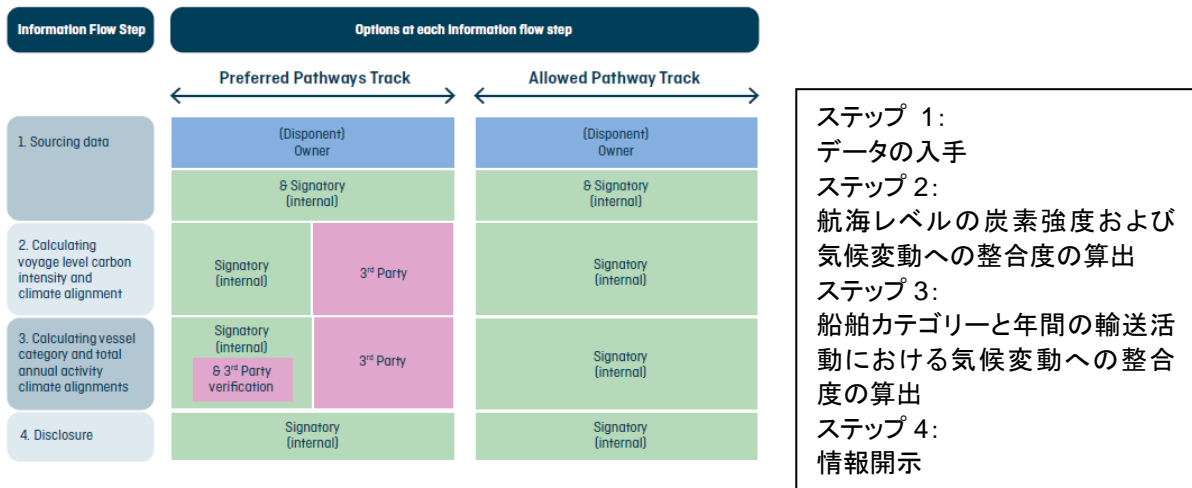 Information Flow Step
Options at each information flow step
Preferred Pathways Track
Allowed Pathway Track
1. Sourcing data
(Disponent)
Owner
(Disponent)
Owner
& Signatory
(internal)
& Signatory
(internal)
2. Calculating
voyage level carbon
intensity and
climate alignment
Signatory
(internal)
3rd Party
Signatory
(internal)
3. Calculating vessel
category and total
annual activity
climate alignments
Signatory
(internal)
& 3rd Party
verification
3rd Party
Signatory
(internal)
4. Disclosure
Signatory
(internal)
Signatory
(internal)
ステップ 1:
データの入手
ステップ 2:
航海レベルの炭素強度および
気候変動への整合度の算出
ステップ 3:
船舶カテゴリーと年間の輸送活
動における気候変動への整合
度の算出
ステップ 4:
情報開示